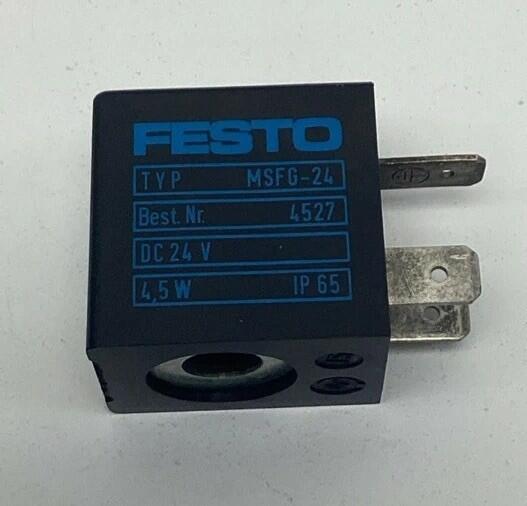 FESTO
TYP MSFG-24
Best. Nr. 4527
DC 24 V
4,5 W IP 65